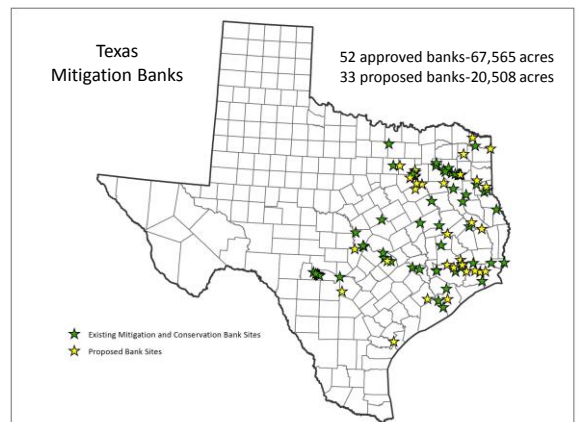 Texas
Mitigation Banks
52 approved banks-67,565 acres
33 proposed banks-20,508 acres
Existing Mitigation and Conservation Bank Sites
Proposed Bank Sites